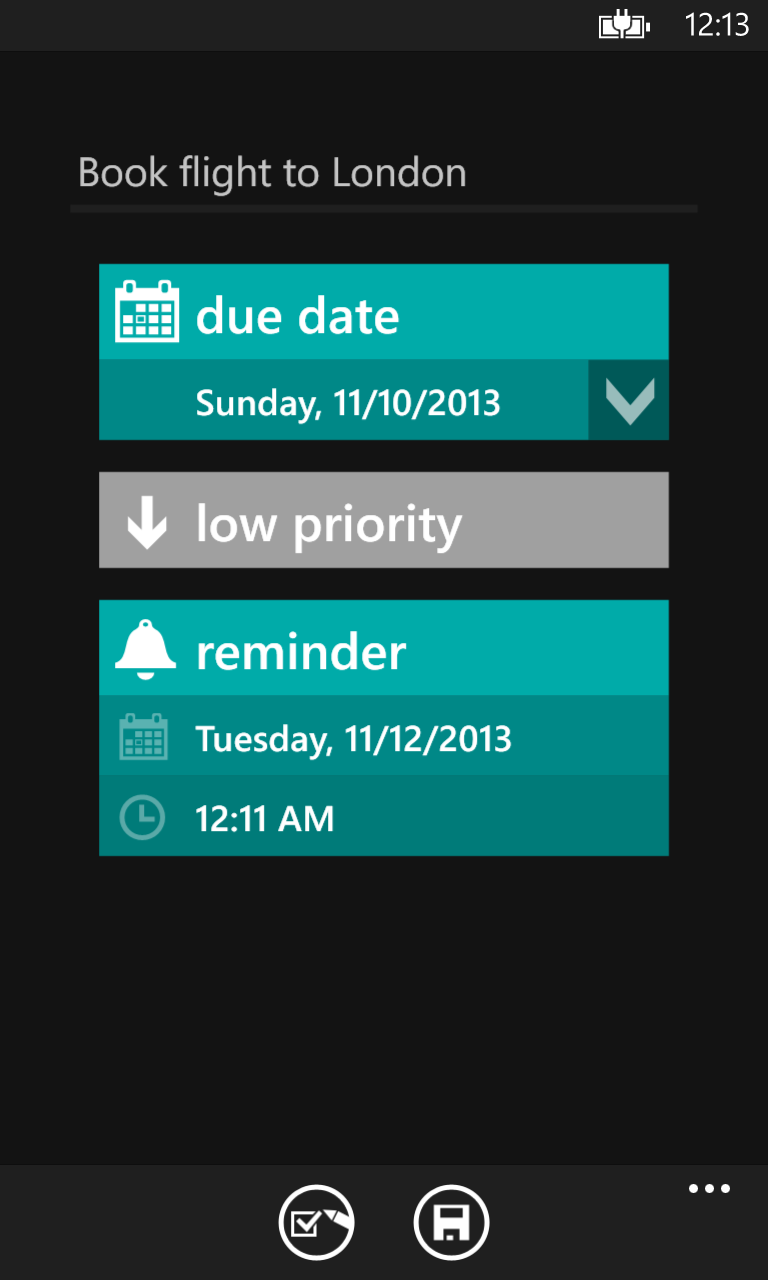 12:13
Book flight to London
due date
Sunday, 11/10/2013
low priority
reminder
Tuesday, 11/12/2013
12:11 AM